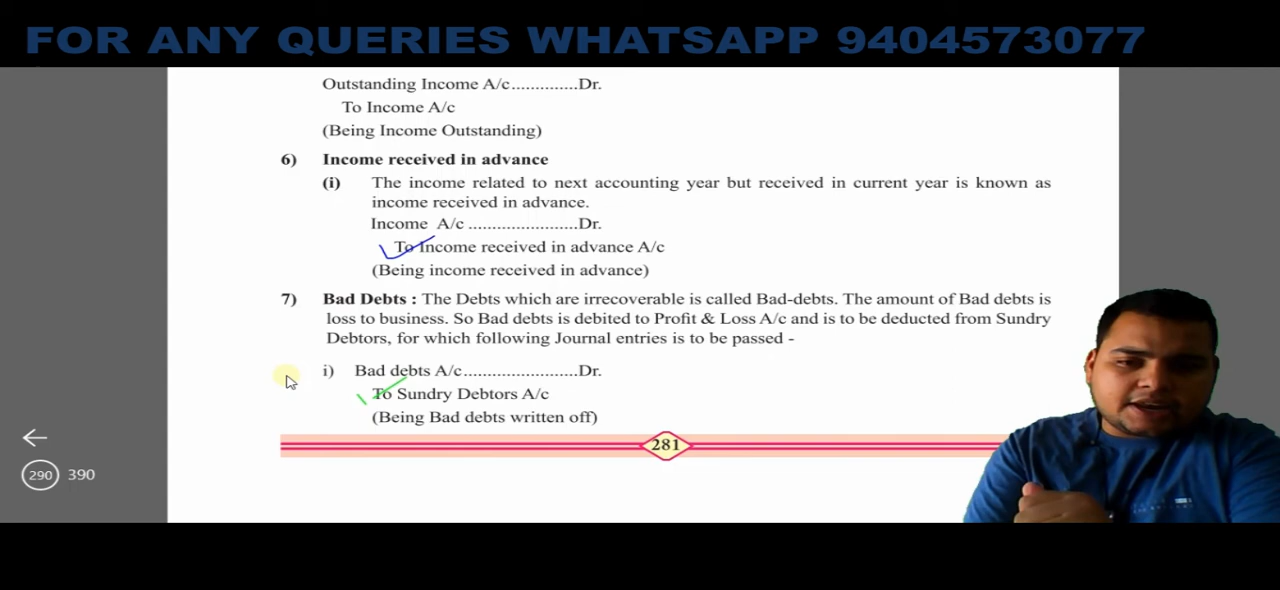 FOR ANY QUERIES WHATSAPP 9404573077
Outstanding Income A/c..............Dr.
To Income A/c
(Being Income Outstanding)
6) Income received in advance
(i) The income related to next accounting year but received in current year is known as
income received in advance.
Income A/c .......................Dr.
To Income received in advance A/c
(Being income received in advance)
7) Bad Debts : The Debts which are irrecoverable is called Bad-debts. The amount of Bad debts is
loss to business. So Bad debts is debited to Profit & Loss A/c and is to be deducted from Sundry
Debtors, for which following Journal entries is to be passed -
i) Bad debts A/c........................Dr.
To Sundry Debtors A/c
(Being Bad debts written off)
281
290 390